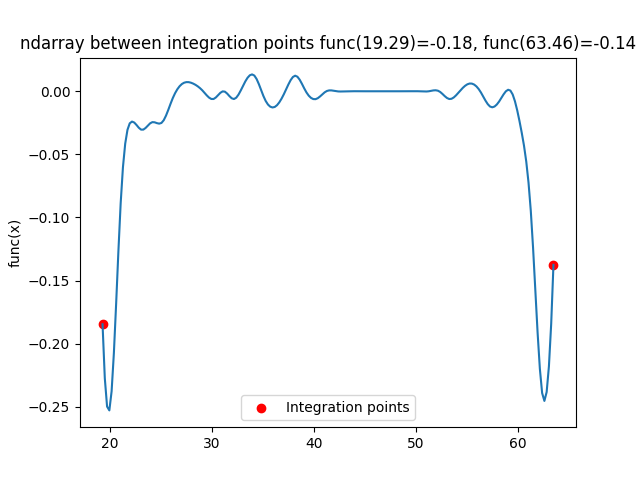 ndarray between integration points func(19.29)=-0.18, func(63.46)=-0.14
0.00
−0.05
−0.10
−0.15
−0.20
−0.25
func(x)
Integration points
20 30 40 50 60